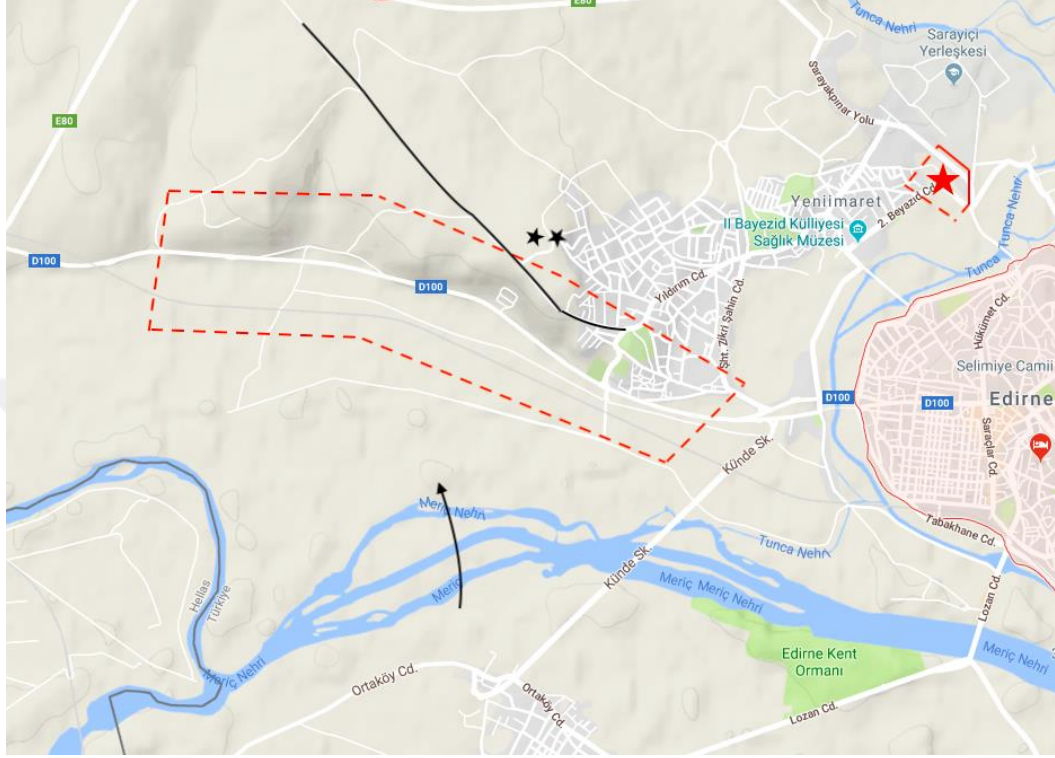 E80
Tunca Nehri
Sarayiçi
Yerleşkesi
Sarayakpınar Yolu
E80
Yeniimaret
2. Beyazıd Cd.
II Bayezid Külliyesi
Sağlık Müzesi
Tunca Nehri
Tunca
Tunca Nehri
D100
D100
Yıldırım Cd.
Şht. Zikri Şahin Cd.
Hükümet Cd.
Selimiye Camii
D100
D100
Edirne
Saraçlar Cd.
Künde Sk.
Meriç Nehri
Tabakhane Cd.
Tunca Nehri
Künde Sk.
Meriç
Meriç Meriç Nehri
Hellas
Türkiye
Lozan Cd.
Meriç Nehri
Edirne Kent
Ormanı
Meriç Nehri
Ortaköy Cd.
Ortaköy Cd.
Lozan Cd.